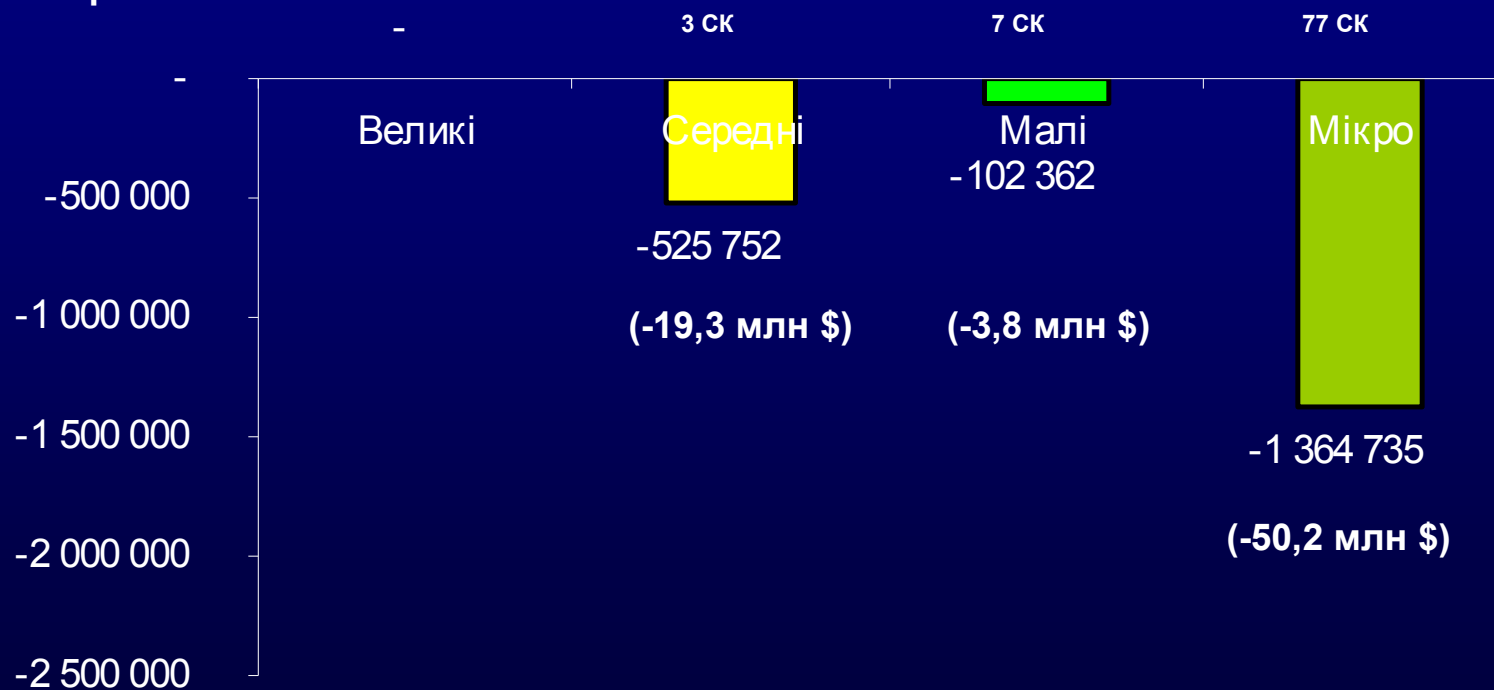 - 3 СК 7 СК 77 СК
-
Великі Середні Малі Мікро
-102 362
-500 000
-525 752
-1 000 000
(-19,3 млн $) (-3,8 млн $)
-1 500 000
-1 364 735
(-50,2 млн $)
-2 000 000
-2 500 000